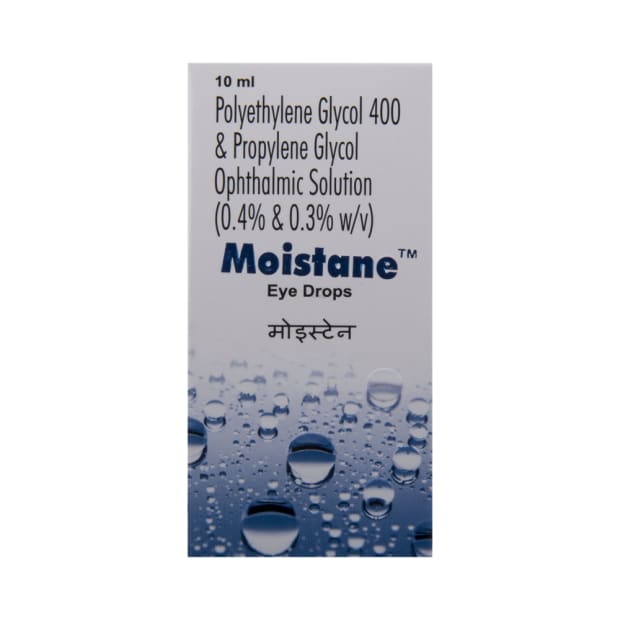 10 ml
Polyethylene Glycol 400
& Propylene Glycol
Ophthalmic Solution
(0.4% & 0.3% w/v)
Moistane™
Eye Drops
मोइस्टेन